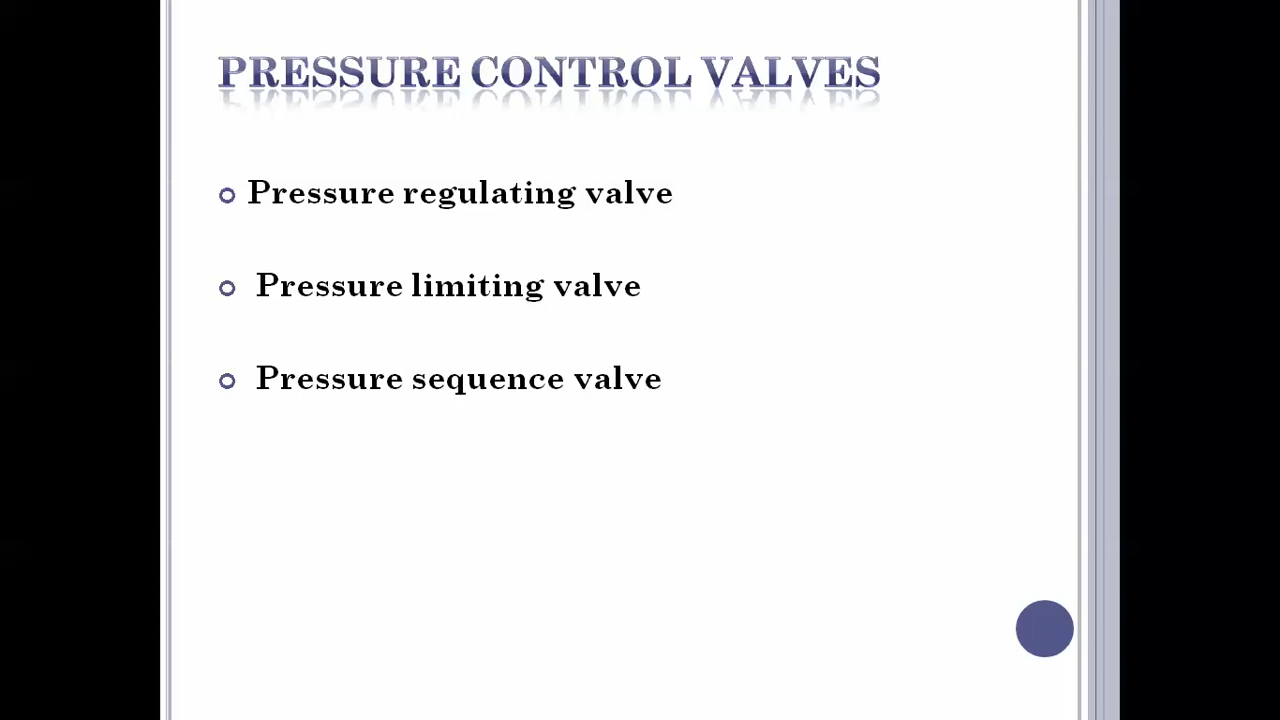 PRESSURE CONTROL VALVES
Pressure regulating valve
Pressure limiting valve
Pressure sequence valve